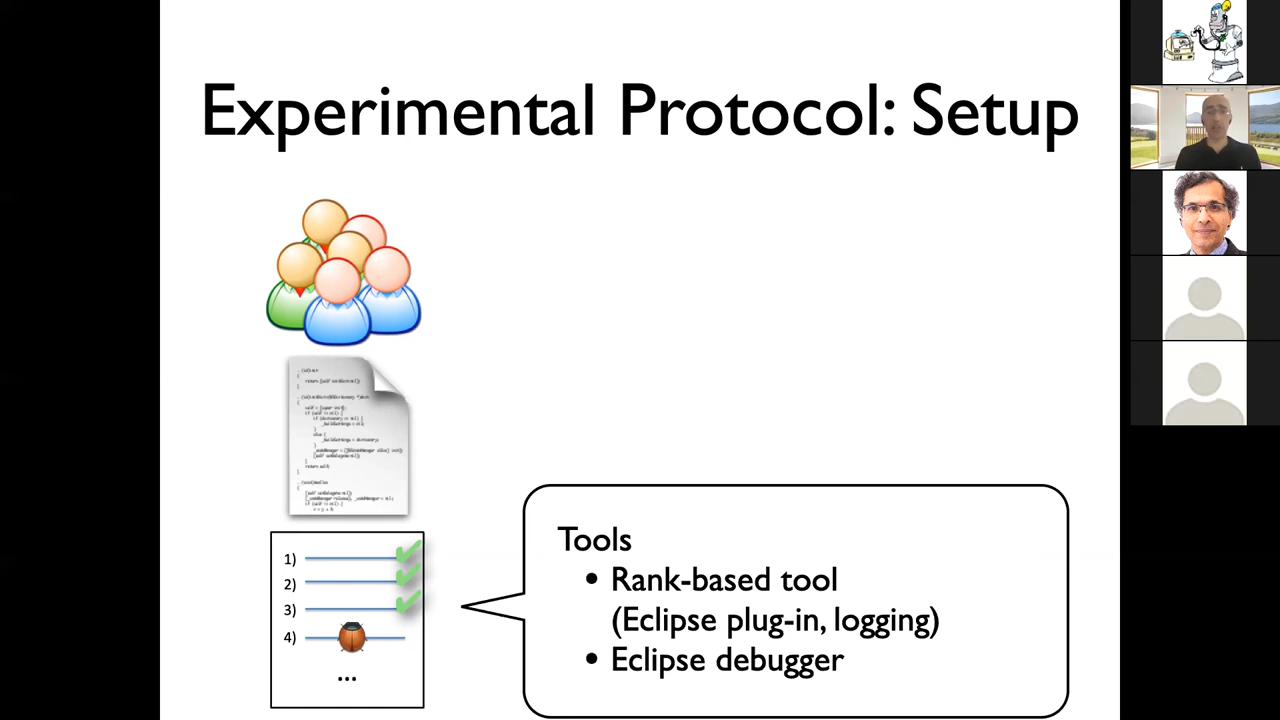 Experimental Protocol: Setup
1)
2)
3)
4)
...
Tools
• Rank-based tool
(Eclipse plug-in, logging)
• Eclipse debugger